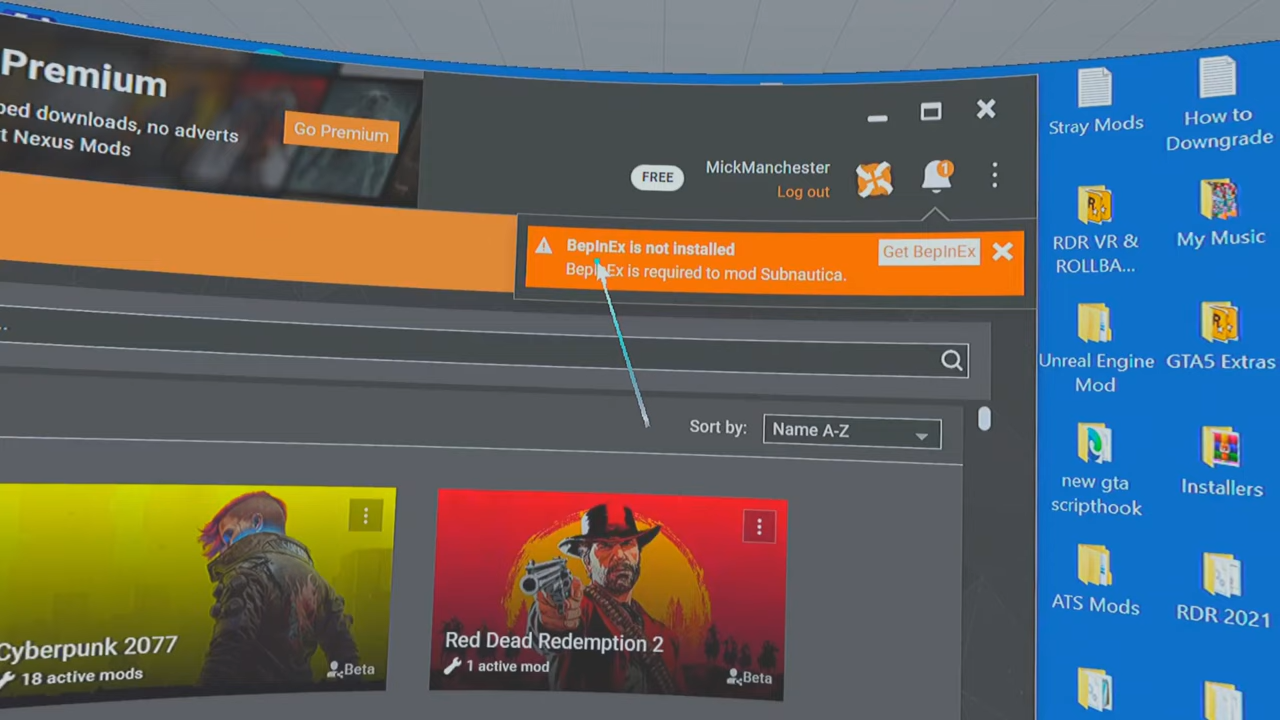 Premium
ped downloads, no adverts
t Nexus Mods
Go Premium
FREE
MickManchester
Log out
1
BepInEx is not installed
BepInEx is required to mod Subnautica.
Get BepInEx
..
Sort by:
Name A-Z
Cyberpunk 2077
18 active mods
Beta
Red Dead Redemption 2
1 active mod
Beta
Stray Mods
How to
Downgrade
RDR VR &
ROLLBA...
My Music
Unreal Engine
Mod
GTA5 Extras
new gta
scripthook
Installers
ATS Mods
RDR 2021